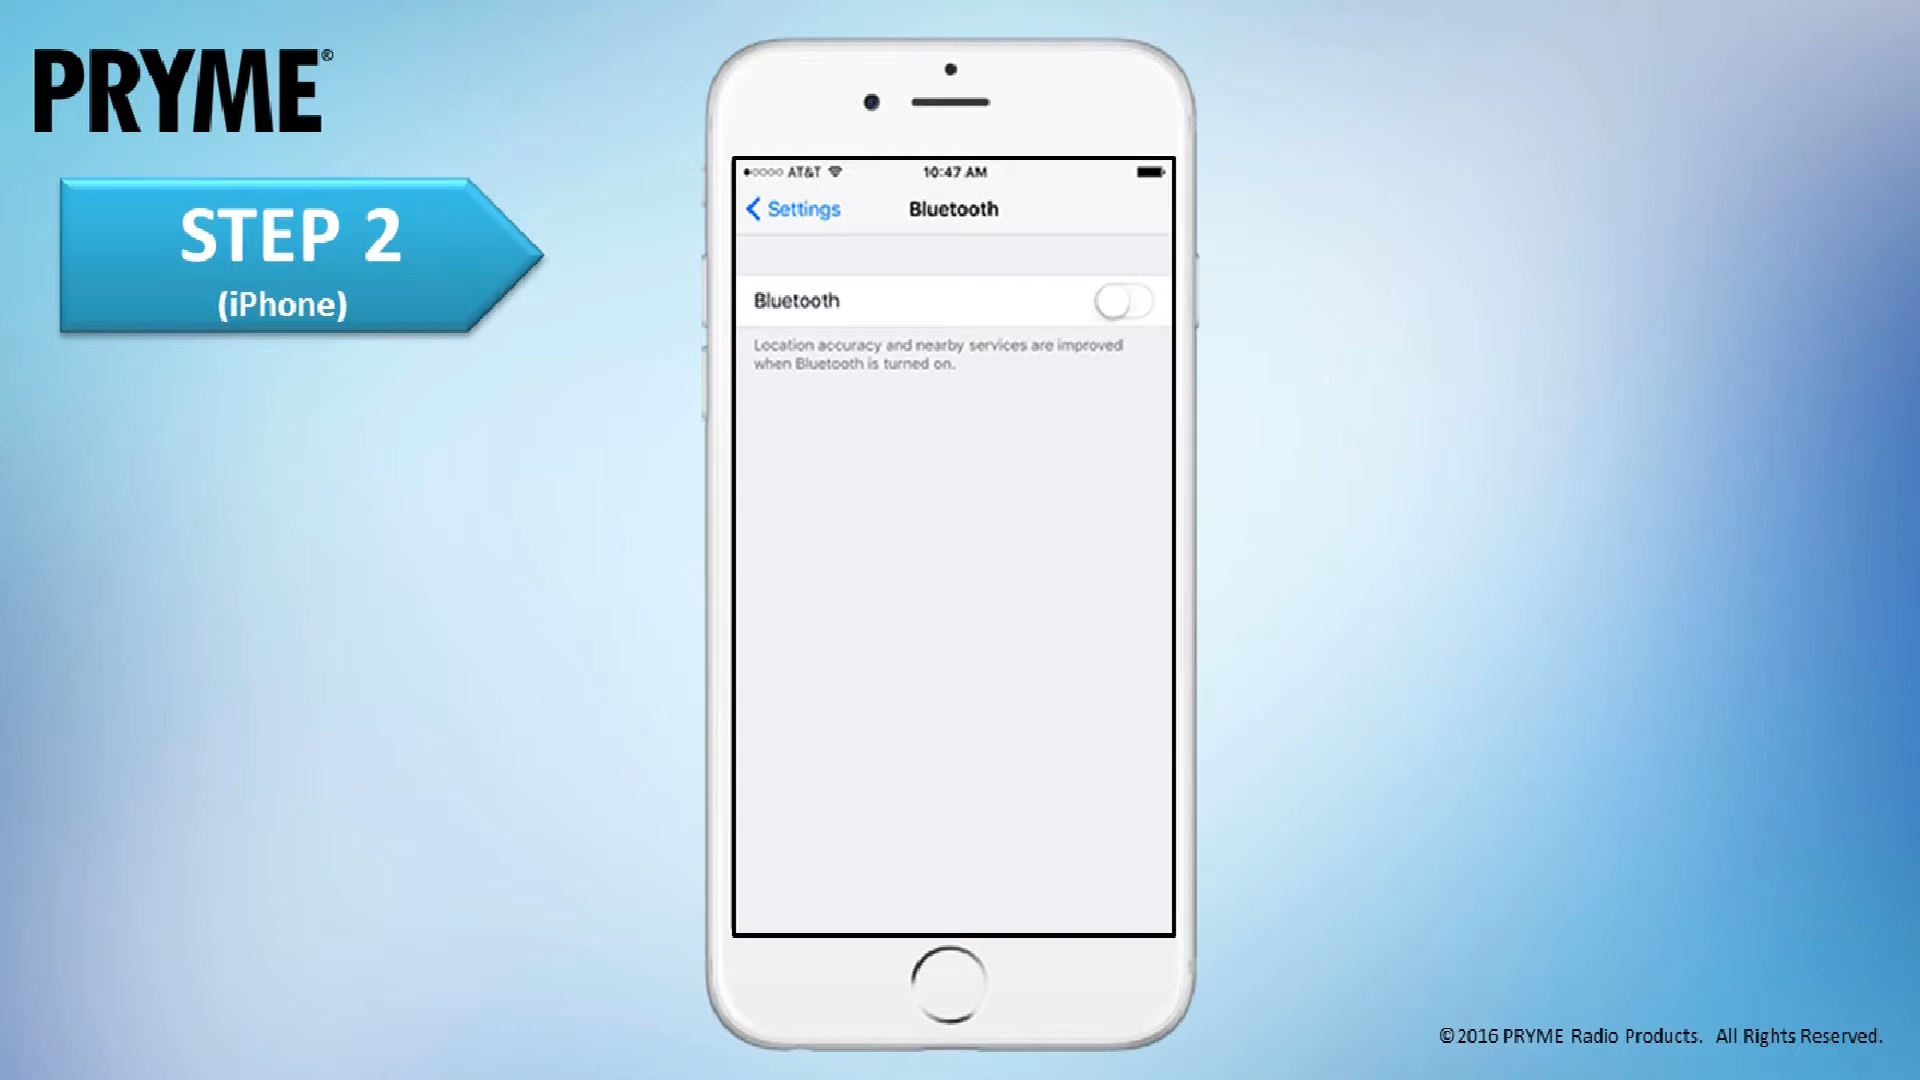 PRYME®
STEP 2
(iPhone)
AT&T 10:47 AM
Settings Bluetooth
Bluetooth
Location accuracy and nearby services are improved
when Bluetooth is turned on.
©2016 PRYME Radio Products. All Rights Reserved.